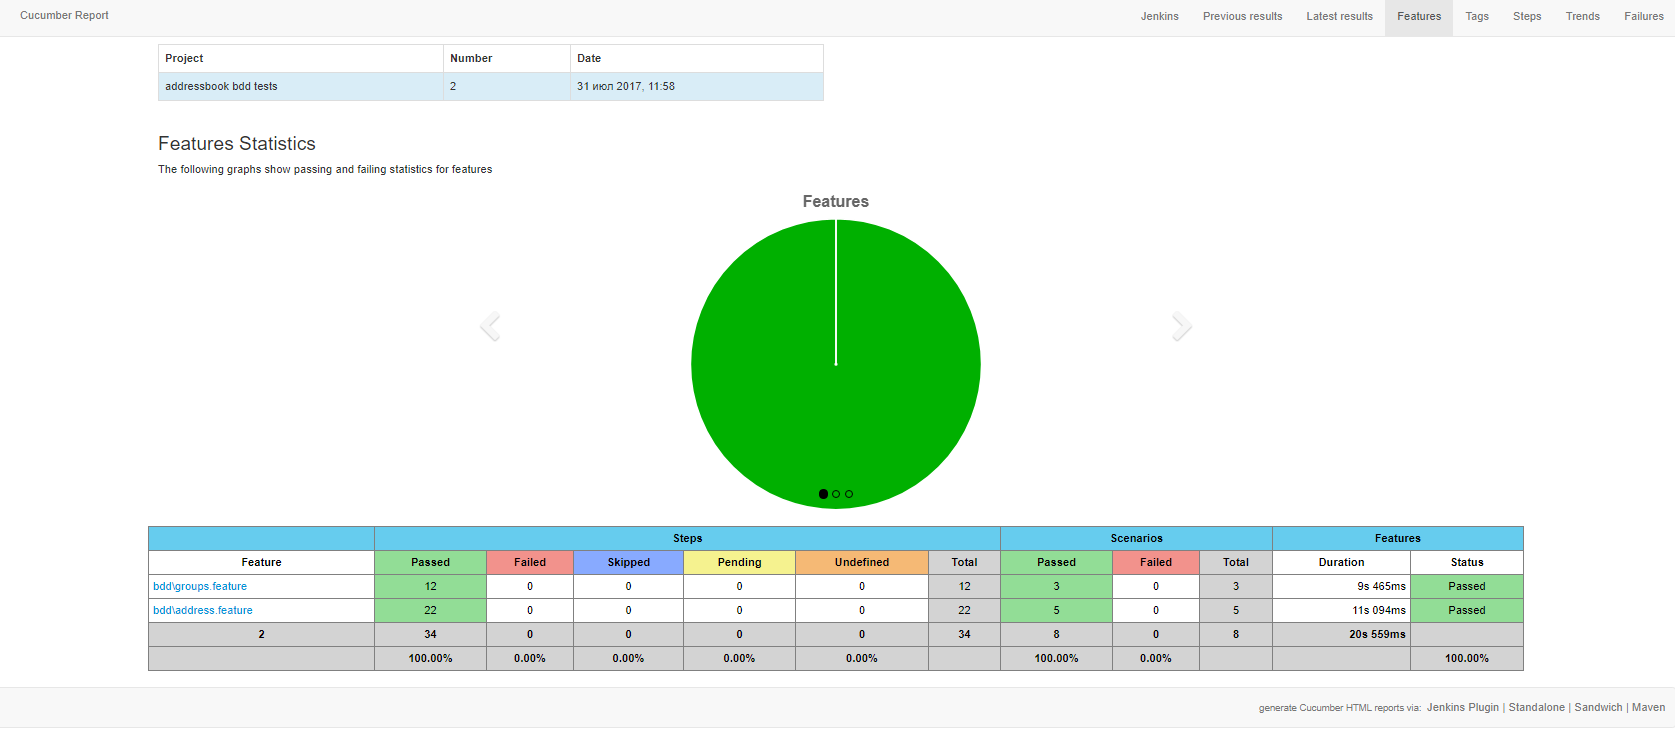 Cucumber Report Jenkins Previous results Latest results Features Tags Steps Trends Failures
Project Number Date
addressbook bdd tests 2 31 июл 2017, 11:58
Features Statistics
The following graphs show passing and failing statistics for features
Features
Steps Scenarios Features
Feature Passed Failed Skipped Pending Undefined Total Passed Failed Total Duration Status
bdd\groups.feature 12 0 0 0 0 12 3 0 3 9s 465ms Passed
bdd\address.feature 22 0 0 0 0 22 5 0 5 11s 094ms Passed
2 34 0 0 0 0 34 8 0 8 20s 559ms
100.00% 0.00% 0.00% 0.00% 0.00% 100.00% 0.00% 100.00%
generate Cucumber HTML reports via: Jenkins Plugin | Standalone | Sandwich | Maven